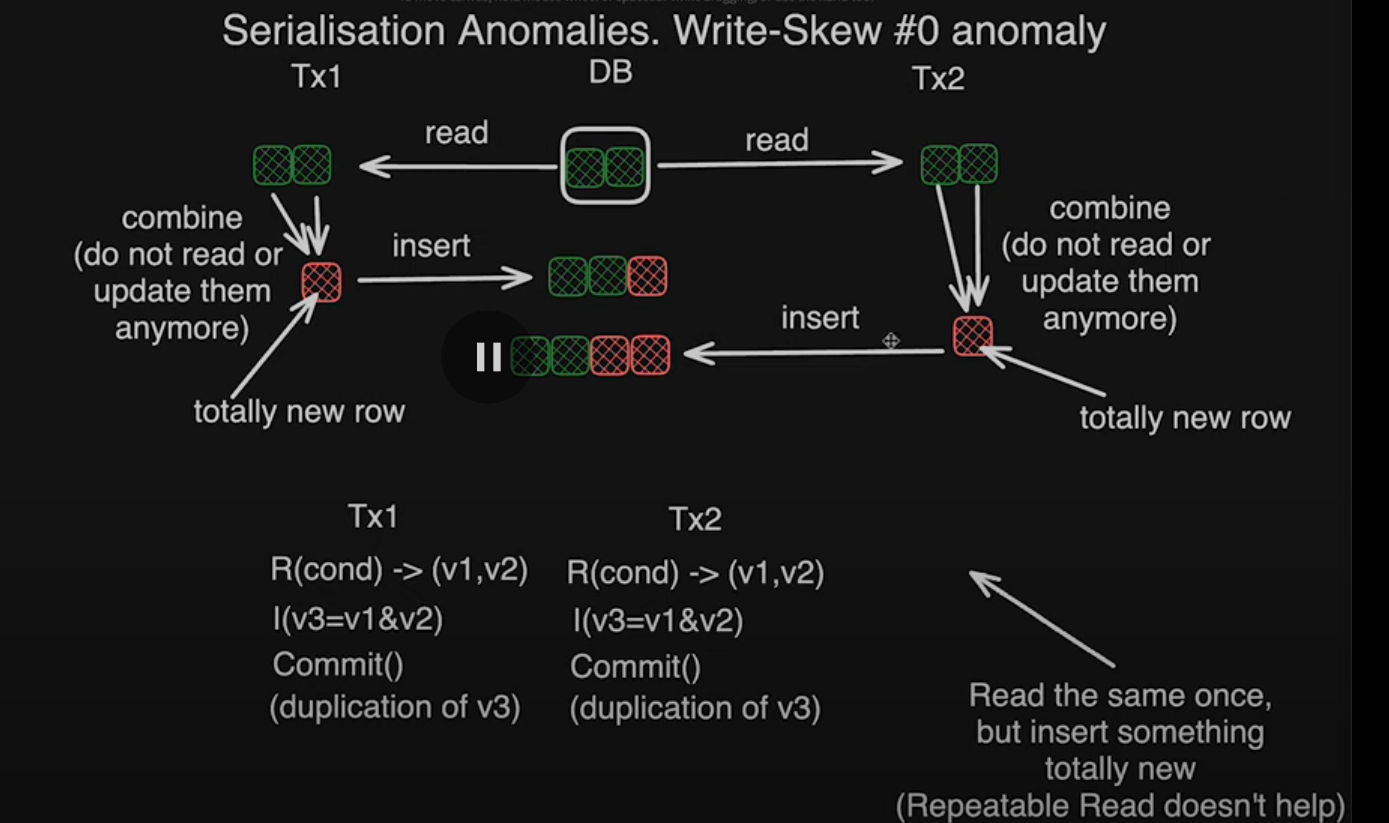 Serialisation Anomalies. Write-Skew #0 anomaly
Tx1
DB
Tx2
read
read
combine
(do not read or
update them
anymore)
insert
combine
(do not read or
update them
anymore)
insert
totally new row
totally new row
Tx1
Tx2
R(cond) -> (v1,v2)
R(cond) -> (v1,v2)
I(v3=v1&v2)
I(v3=v1&v2)
Commit()
Commit()
(duplication of v3)
(duplication of v3)
Read the same once,
but insert something
totally new
(Repeatable Read doesn't help)